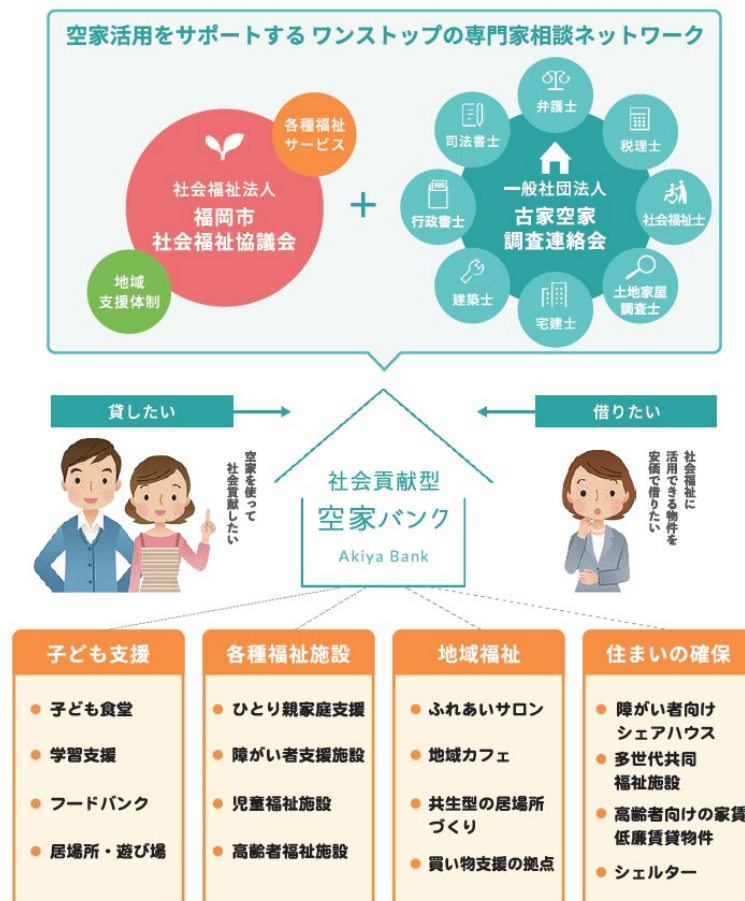 空家活用をサポートする ワンストップの専門家相談ネットワーク
各種福祉
サービス
社会福祉法人
福岡市
社会福祉協議会
地域
支援体制
+
弁護士
税理士
社会福祉士
土地家屋
調査士
宅建士
建築士
行政書士
司法書士
一般社団法人
古家空家
調査連絡会
貸したい
空家を使って
社会貢献したい
社会貢献型
空家バンク
Akiya Bank
借りたい
社会福祉に
活用できる物件を
安価で借りたい
子ども支援
子ども食堂
学習支援
フードバンク
居場所・遊び場
各種福祉施設
ひとり親家庭支援
障がい者支援施設
児童福祉施設
高齢者福祉施設
地域福祉
ふれあいサロン
地域カフェ
共生型の居場所
づくり
買い物支援の拠点
住まいの確保
障がい者向け
シェアハウス
多世代共同
福祉施設
高齢者向けの家賃
低廉賃貸物件
シェルター